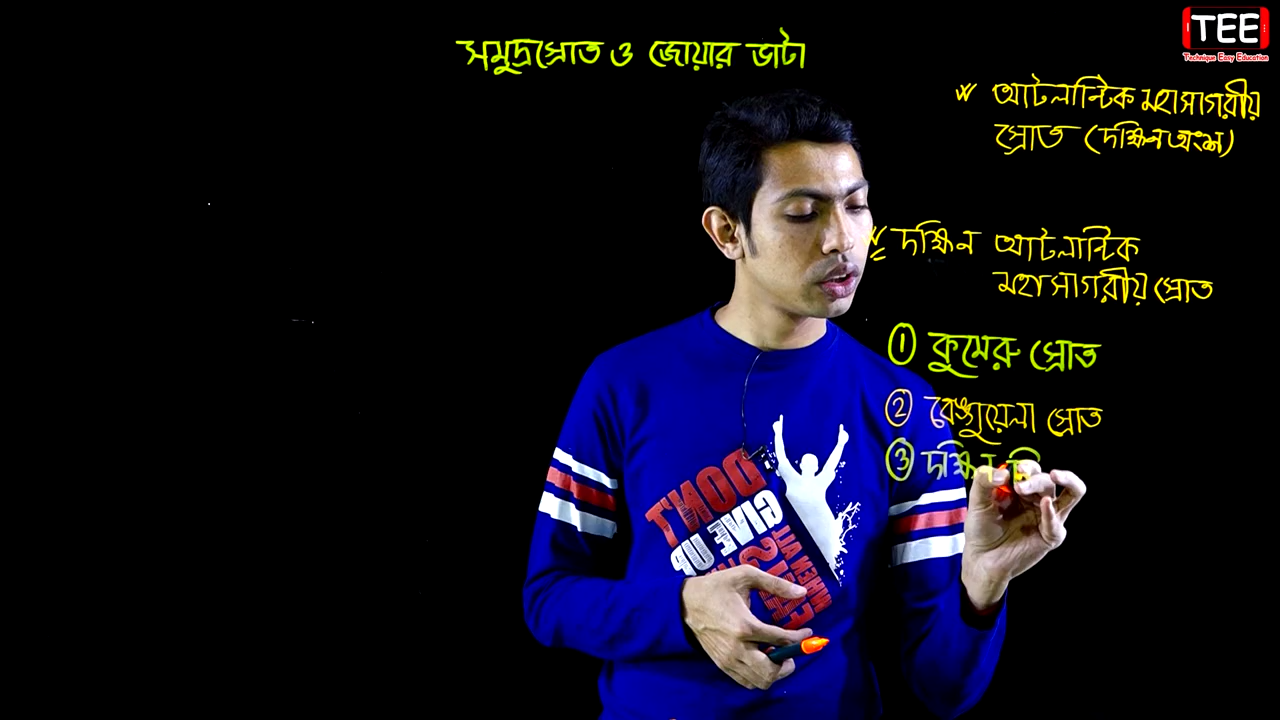 TEE
Technique Easy Education
সমুদ্রস্রোত ও জোয়ার ভাটা
আটলান্টিক মহাসাগরীয়
স্রোত (দক্ষিন অংশ)
দক্ষিন আটলান্টিক
মহাসাগরীয় স্রোত
① কুমেরু স্রোত
② বেঙ্গুয়েলা স্রোত
③ দক্ষিন
DON'T
GIVE UP